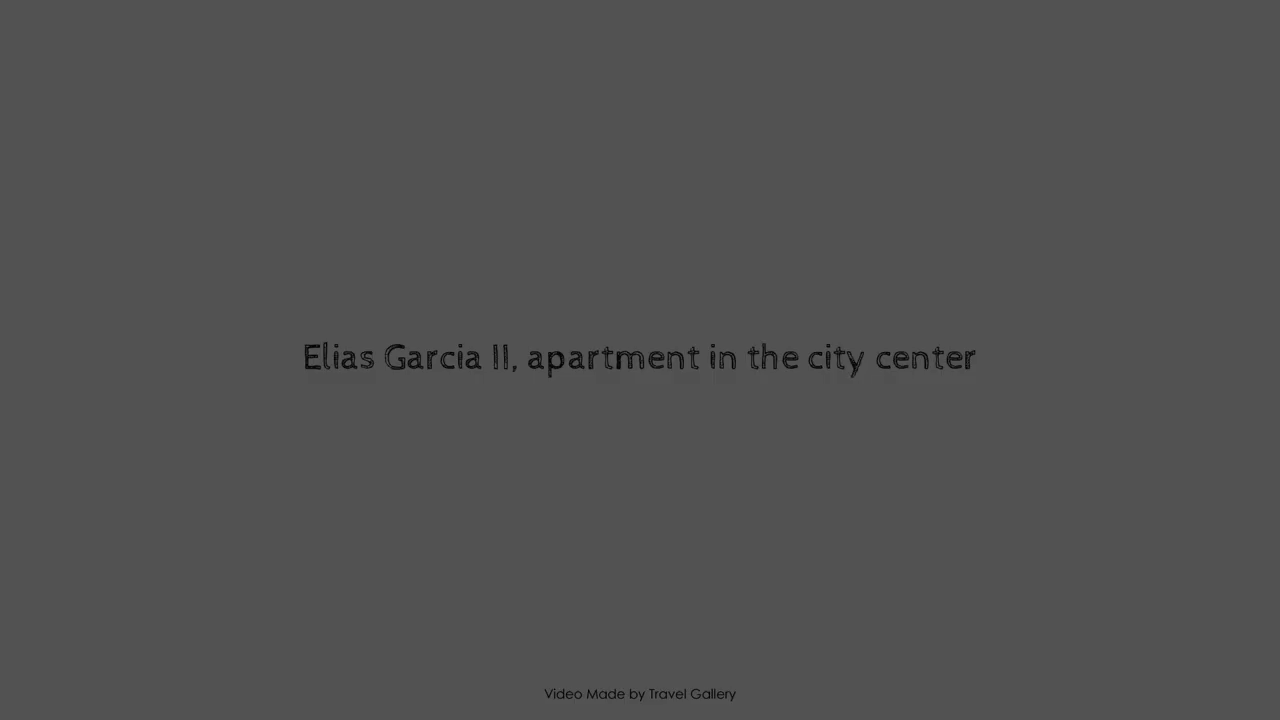 Elias Garcia II, apartment in the city center
Video Made by Travel Gallery